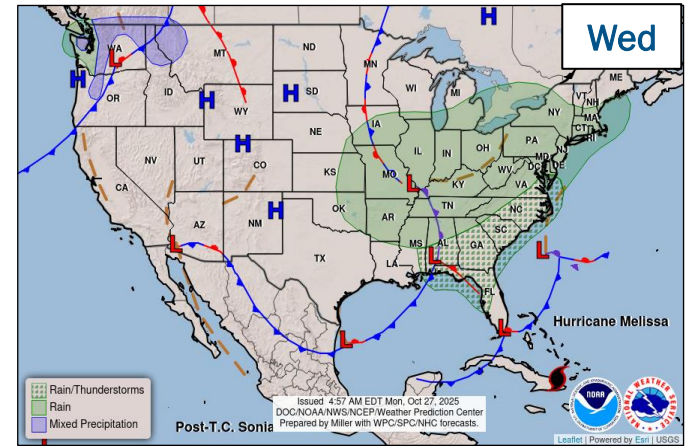 Wed
WA
MT
ND
MN
ME
OR
ID
WY
SD
WI
MI
VT
NH
NY
MA
CT
RI
IA
NE
IL
IN
OH
PA
NJ
MD
DE
DC
NV
UT
CO
KS
MO
KY
WV
VA
CA
AZ
NM
OK
AR
TN
NC
SC
TX
LA
MS
AL
GA
FL
H
H
H
H
H
H
L
L
L
L
L
L
L
Hurricane Melissa
Rain/Thunderstorms
Rain
Mixed Precipitation
Post-T.C. Sonia
Issued 4:57 AM EDT Mon, Oct 27, 2025
DOC/NOAA/NWS/NCEP/Weather Prediction Center
Prepared by Miller with WPC/SPC/NHC forecasts.
NOAA
NATIONAL WEATHER SERVICE
Leaflet | Powered by Esri | USGS